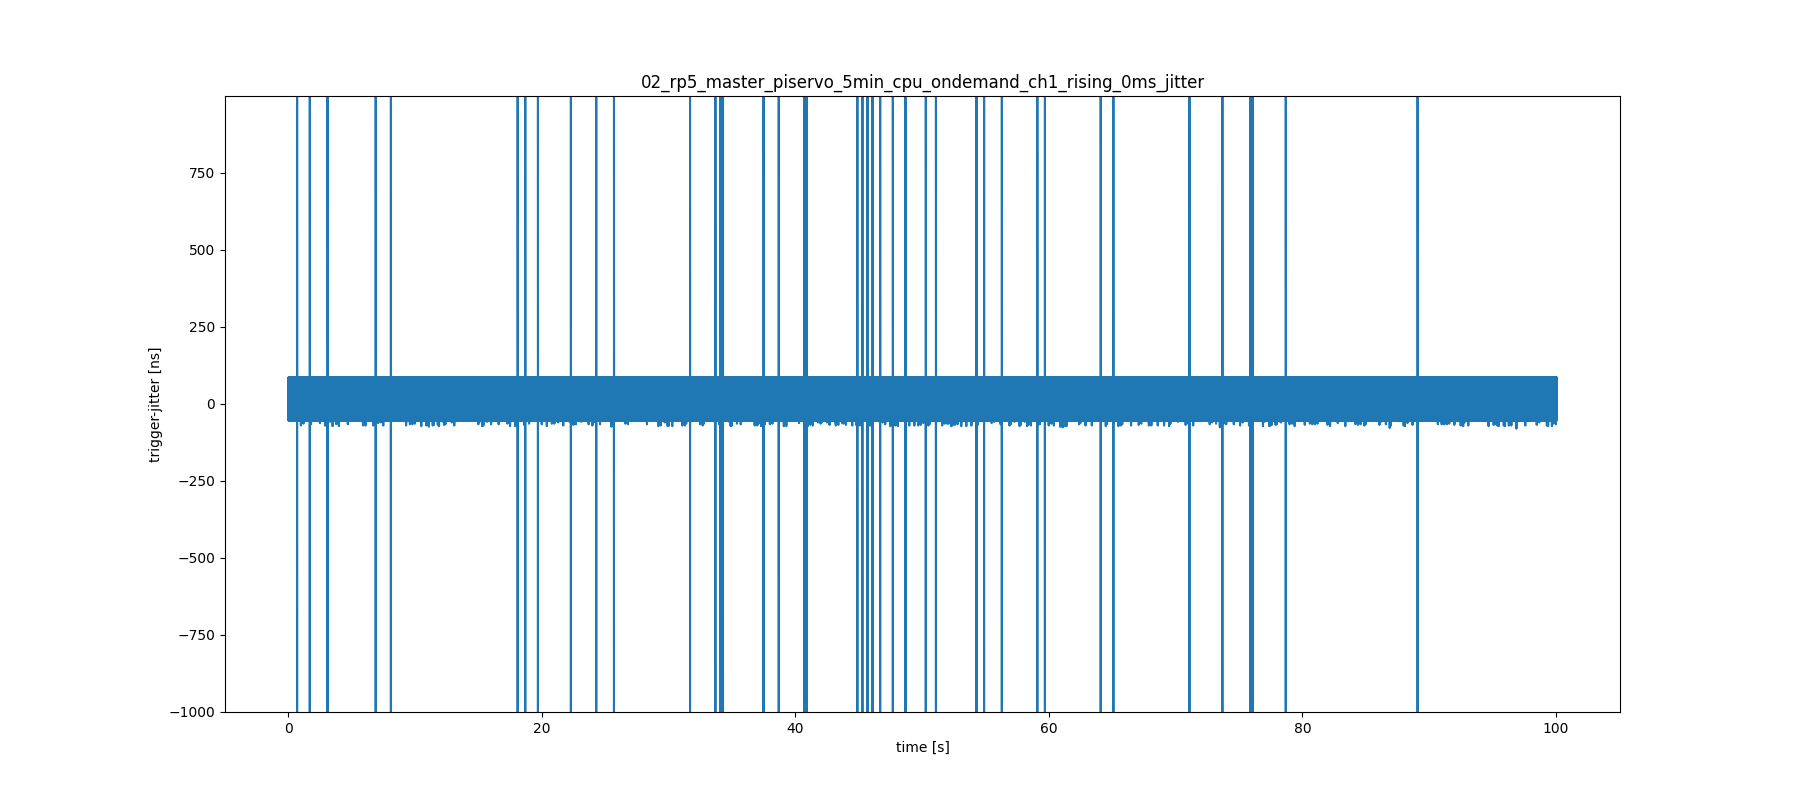 02_rp5_master_piservo_5min_cpu_ondemand_ch1_rising_0ms_jitter
trigger-jitter [ns]
750
500
250
0
−250
−500
−750
−1000
0 20 40 60 80 100
time [s]